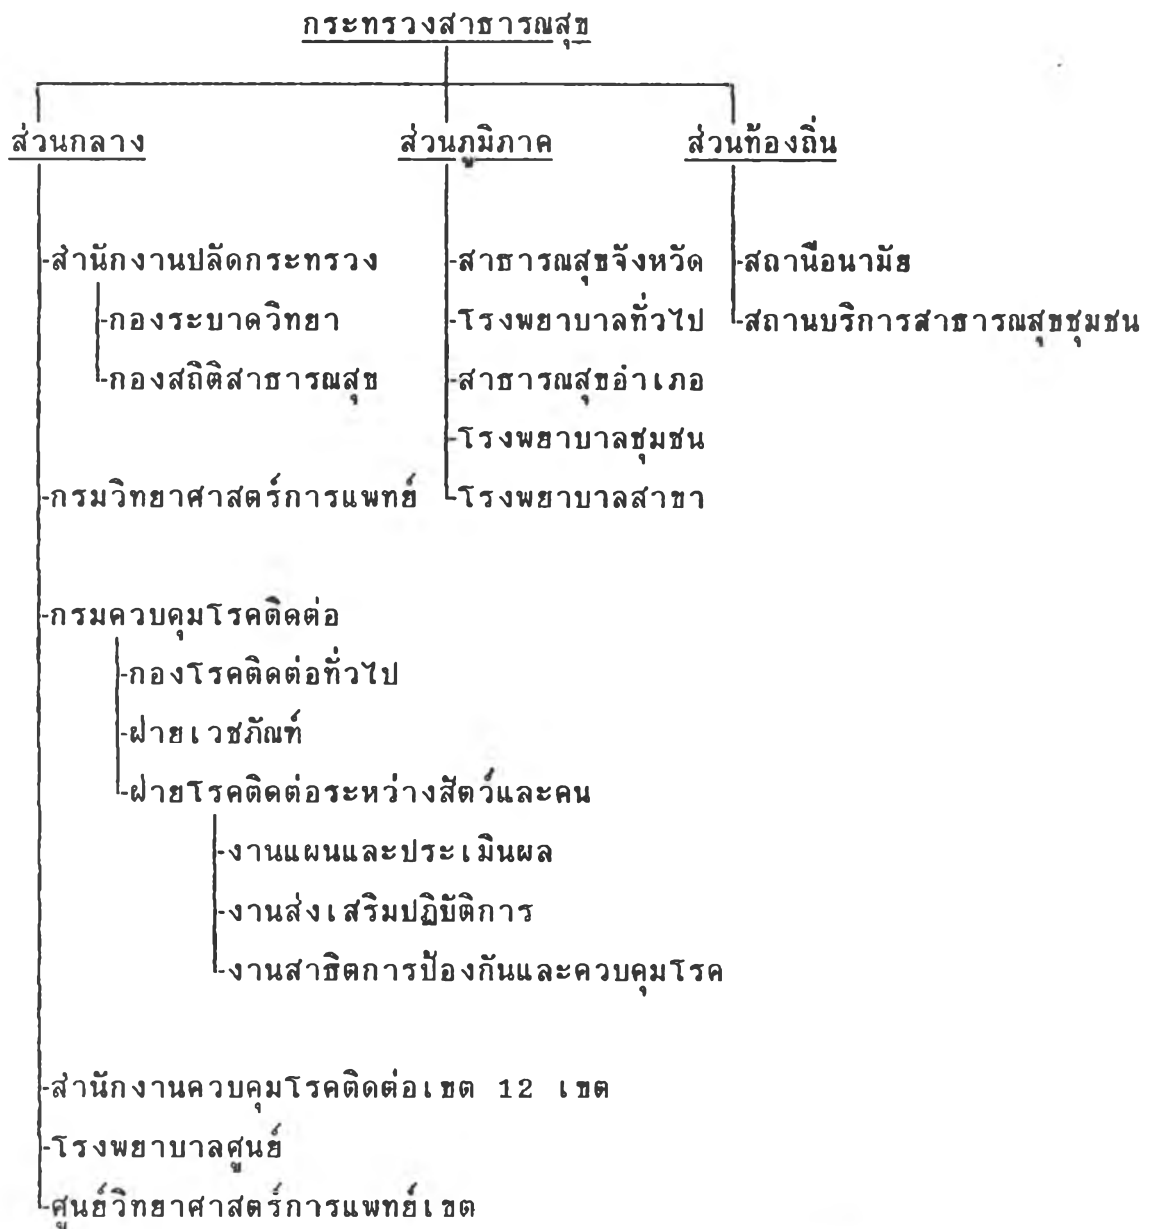 กระทรวงสาธารณสุข
ส่วนกลาง
ส่วนภูมิภาค
ส่วนท้องถิ่น
-สำนักงานปลัดกระทรวง
-กองระบาดวิทยา
-กองสถิติสาธารณสุข
-กรมวิทยาศาสตร์การแพทย์
-กรมควบคุมโรคติดต่อ
-กองโรคติดต่อทั่วไป
-ฝ่ายเวชภัณฑ์
-ฝ่ายโรคติดต่อระหว่างสัตว์และคน
-งานแผนและประเมินผล
-งานส่งเสริมปฏิบัติการ
-งานสาธิตการป้องกันและควบคุมโรค
-สำนักงานควบคุมโรคติดต่อเขต 12 เขต
-โรงพยาบาลศูนย์
-ศูนย์วิทยาศาสตร์การแพทย์เขต
-สาธารณสุขจังหวัด
-โรงพยาบาลทั่วไป
-สาธารณสุขอำเภอ
-โรงพยาบาลชุมชน
-โรงพยาบาลสาขา
-สถานีอนามัย
-สถานบริการสาธารณสุขชุมชน